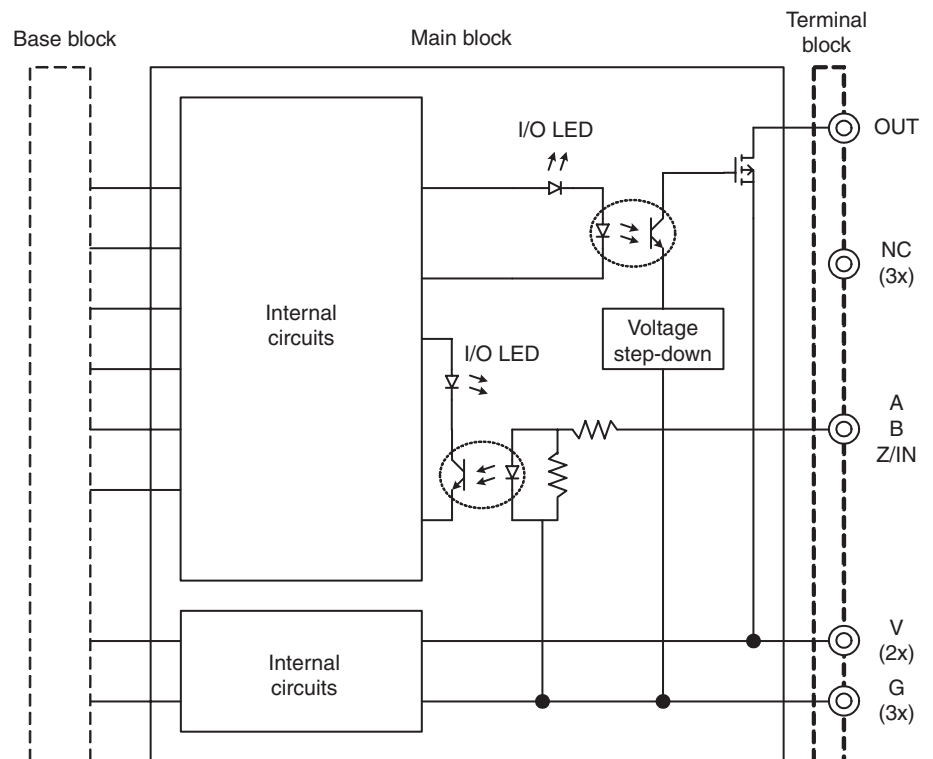 Base block
Main block
Terminal
block
I/O LED
OUT
NC
(3x)
Internal
circuits
Voltage
step-down
I/O LED
A
B
Z/IN
V
(2x)
Internal
circuits
G
(3x)